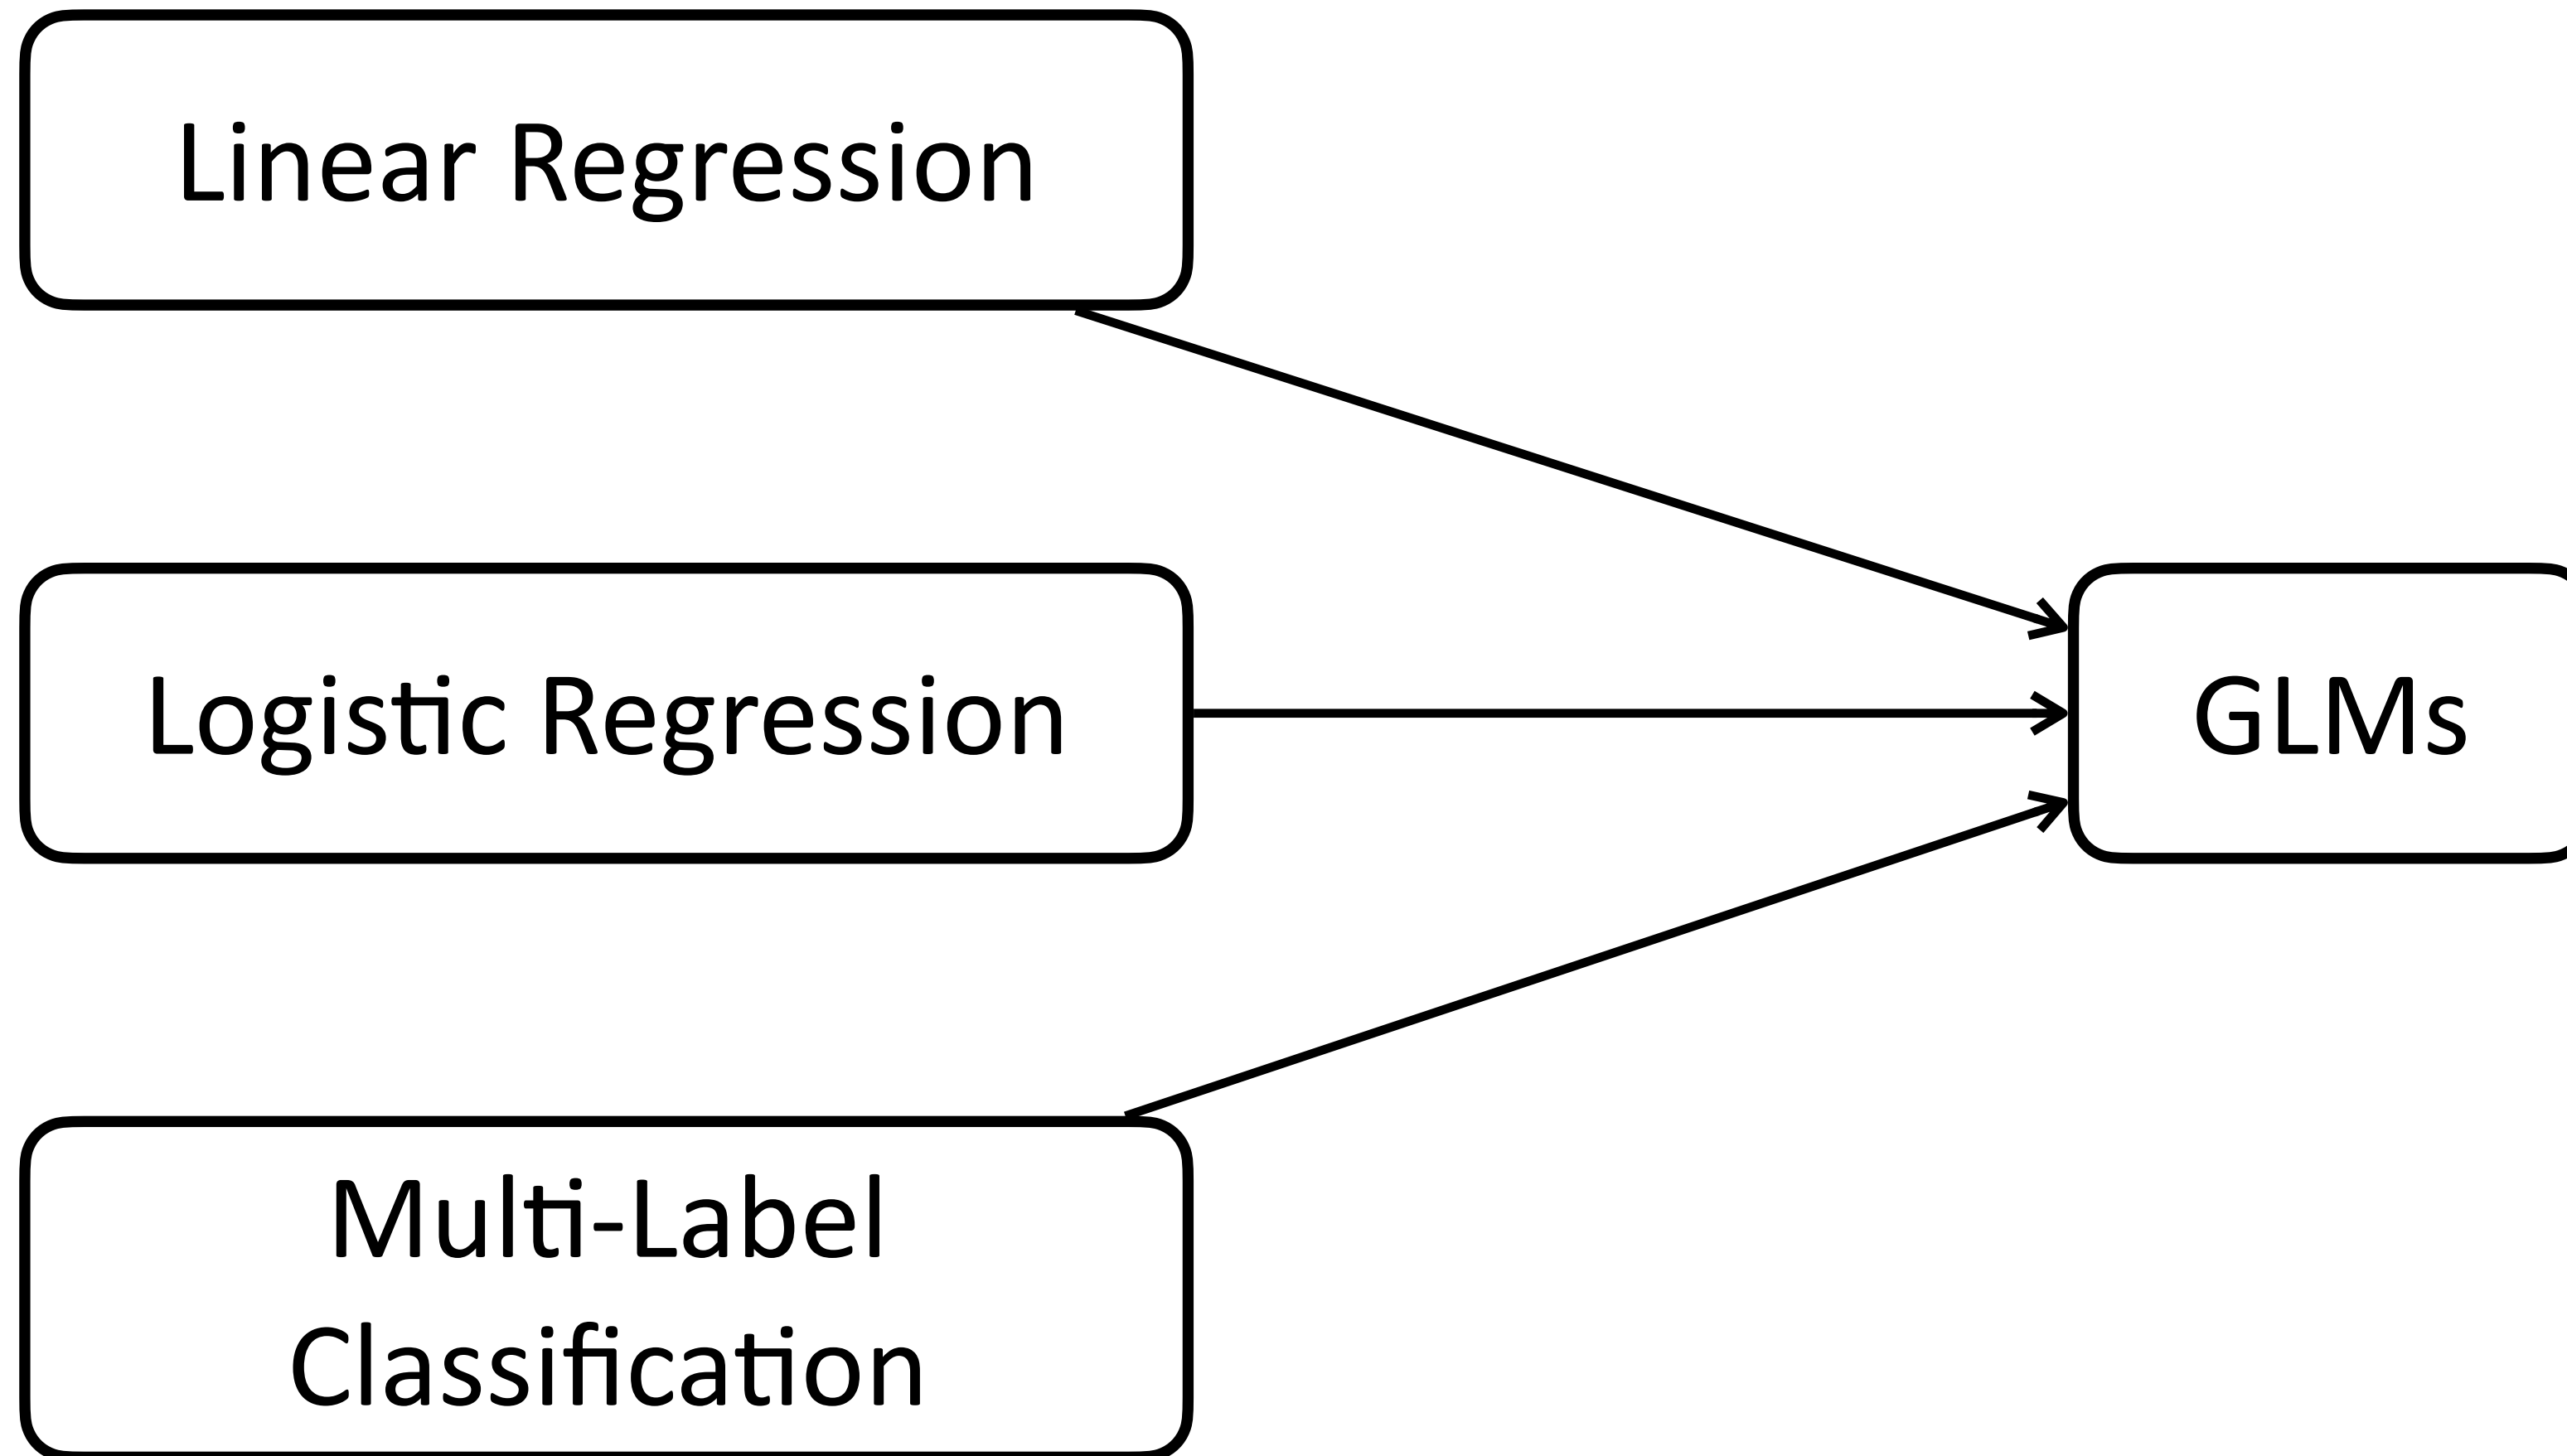 Linear Regression
Logistic Regression
GLMs
Multi-Label
Classification